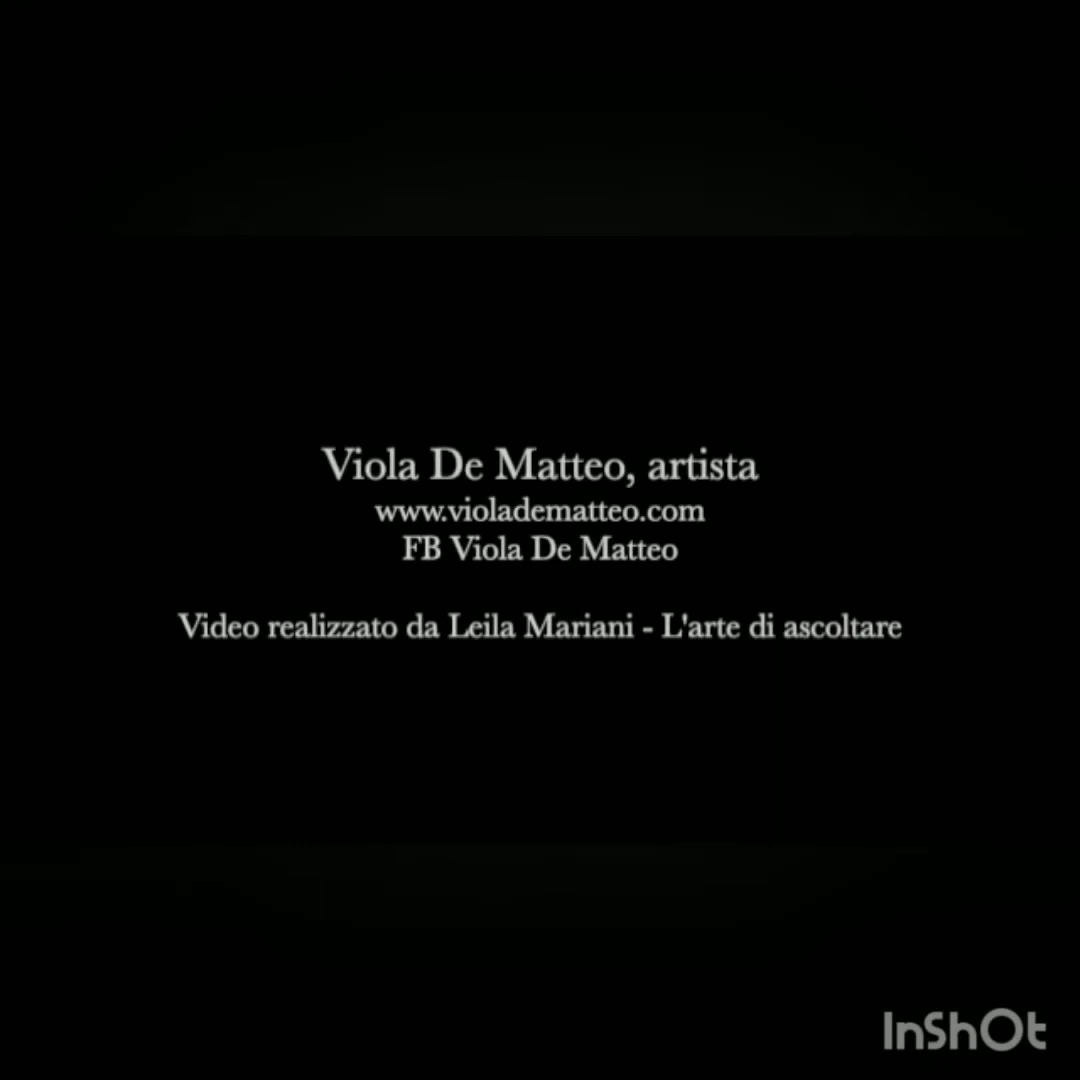 Viola De Matteo, artista
www.violadematteo.com
FB Viola De Matteo
Video realizzato da Leila Mariani - L'arte di ascoltare
InShOt